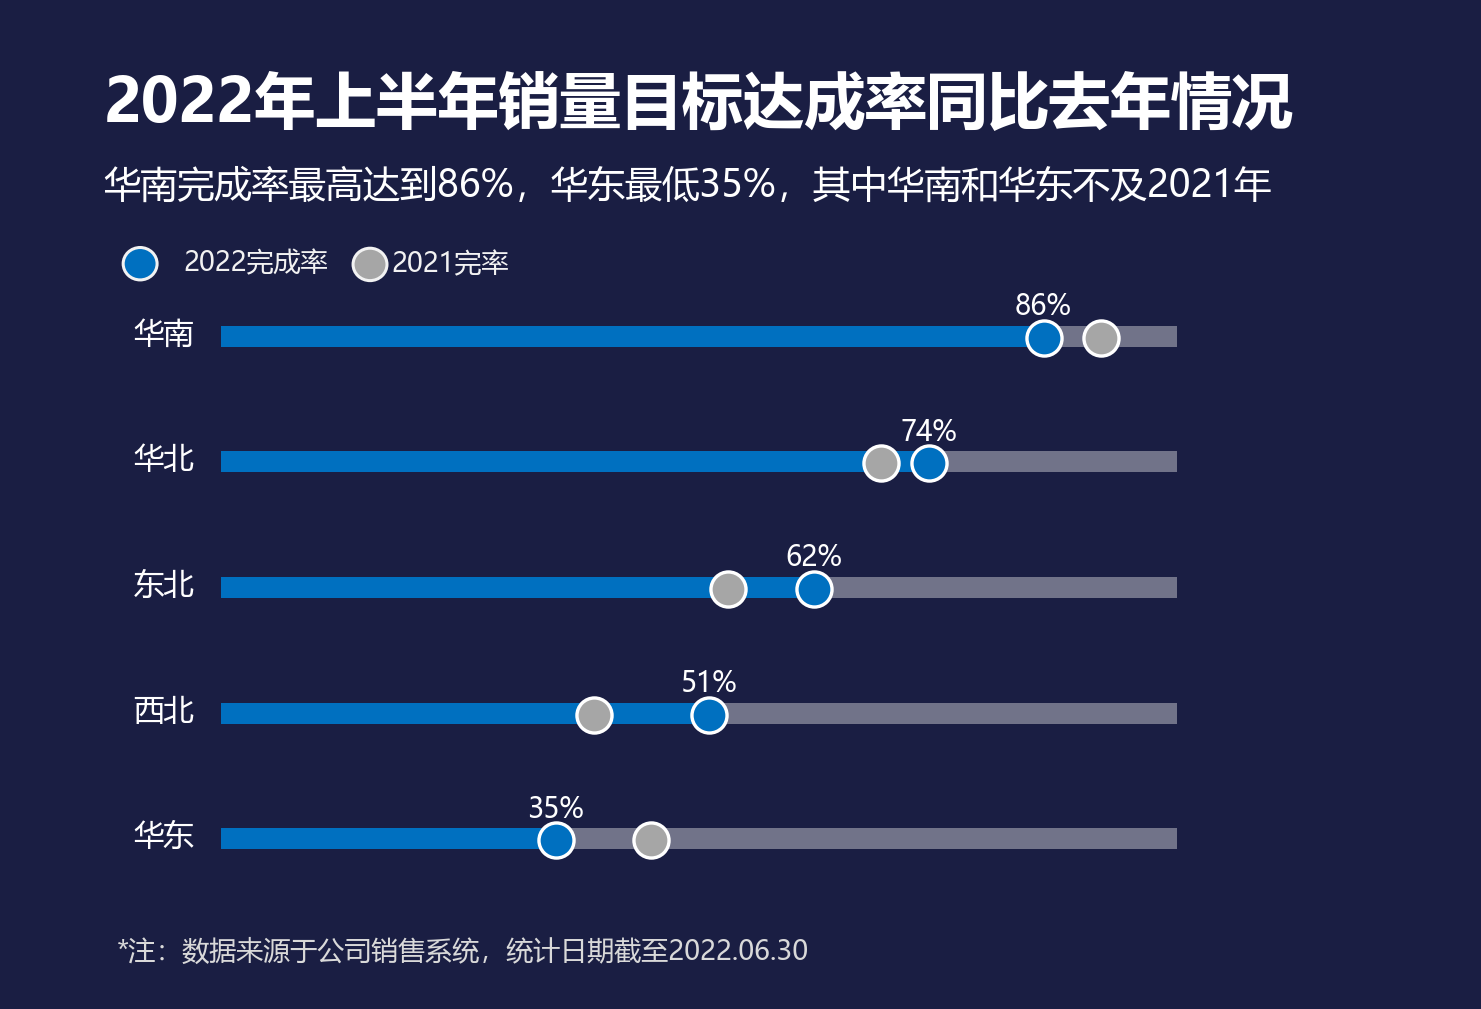 2022年上半年销量目标达成率同比去年情况
华南完成率最高达到86%，华东最低35%，其中华南和华东不及2021年
2022完成率 2021完率
86%
华南
74%
华北
62%
东北
51%
西北
35%
华东
*注：数据来源于公司销售系统，统计日期截至2022.06.30